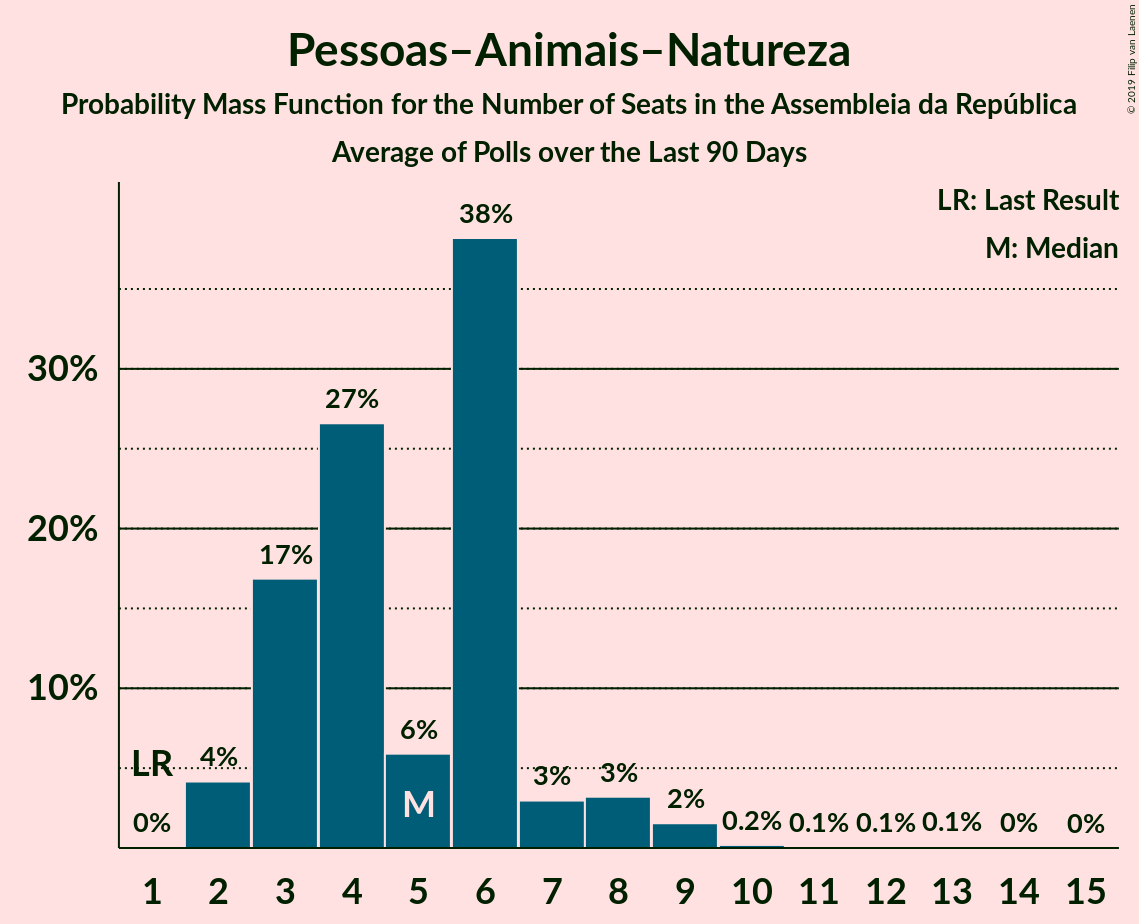 Pessoas–Animais–Natureza
Probability Mass Function for the Number of Seats in the Assembleia da República
Average of Polls over the Last 90 Days
© 2019 Filip van Laenen
LR: Last Result
M: Median
38%
30%
27%
20%
17%
10%
6%
LR
4%
3%
3%
2%
M
0%
0.2%
0.1%
0.1%
0.1%
0%
0%
1 2 3 4 5 6 7 8 9 10 11 12 13 14 15